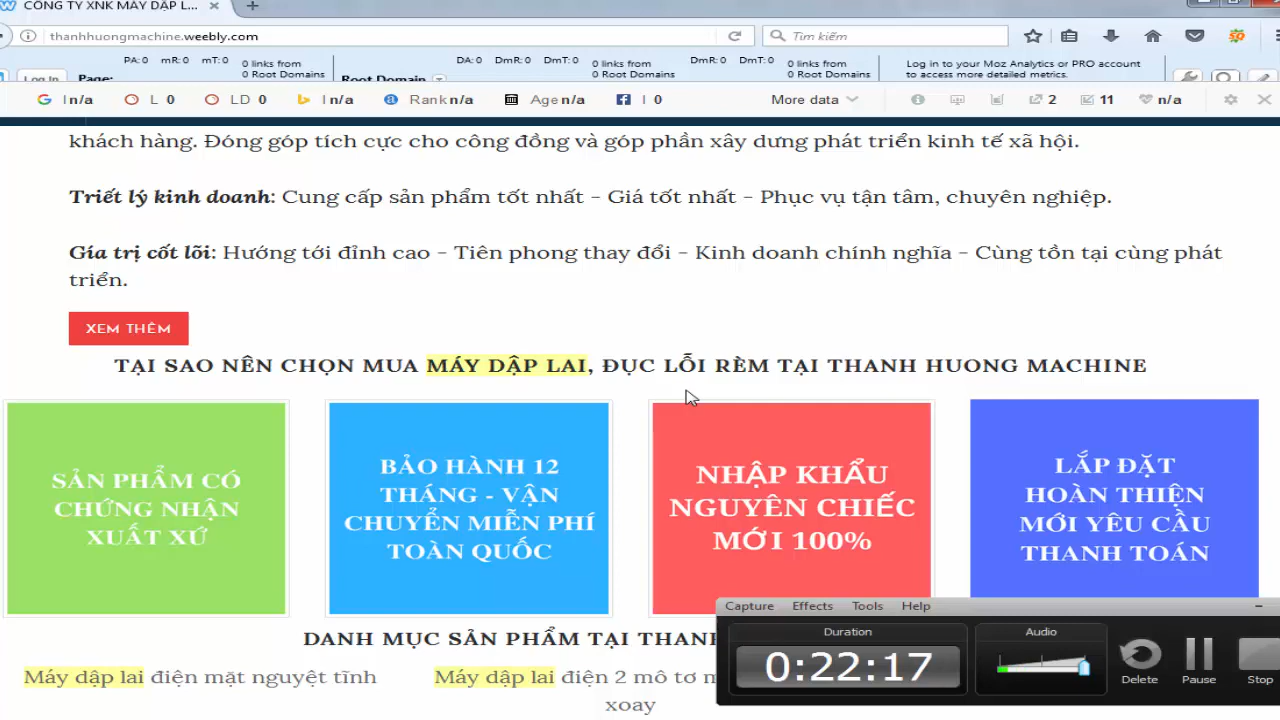 CÔNG TY XNK MÁY DẬP L...
thanhhuongmachine.weebly.com
Tìm kiếm
PA: 0 mR: 0 mT: 0 0 links from 0 Root Domains DA: 0 DmR: 0 DmT: 0 0 links from 0 Root Domains DmR: 0 DmT: 0 0 links from 0 Root Domains Log in to your Moz Analytics or PRO account to access more detailed metrics.
Log In Page: Root Domain
I n/a L 0 LD 0 I n/a Rank n/a Age n/a I 0 More data 2 11 n/a
khách hàng. Đóng góp tích cực cho công đồng và góp phần xây dưng phát triển kinh tế xã hội.
Triết lý kinh doanh: Cung cấp sản phẩm tốt nhất - Giá tốt nhất - Phục vụ tận tâm, chuyên nghiệp.
Gía trị cốt lõi: Hướng tới đỉnh cao - Tiên phong thay đổi - Kinh doanh chính nghĩa - Cùng tồn tại cùng phát
triển.
XEM THÊM
TẠI SAO NÊN CHỌN MUA MÁY DẬP LAI, ĐỤC LỖI RÈM TẠI THANH HUONG MACHINE
SẢN PHẨM CÓ
CHỨNG NHẬN
XUẤT XỨ
BẢO HÀNH 12
THÁNG - VẬN
CHUYỂN MIỄN PHÍ
TOÀN QUỐC
NHẬP KHẨU
NGUYÊN CHIẾC
MỚI 100%
LẮP ĐẶT
HOÀN THIỆN
MỚI YÊU CẦU
THANH TOÁN
DANH MỤC SẢN PHẨM TẠI THANH
Máy dập lai điện mặt nguyệt tĩnh
Máy dập lai điện 2 mô tơ m
xoay
Capture Effects Tools Help
Duration
0:22:17
Audio
Delete
Pause
Stop